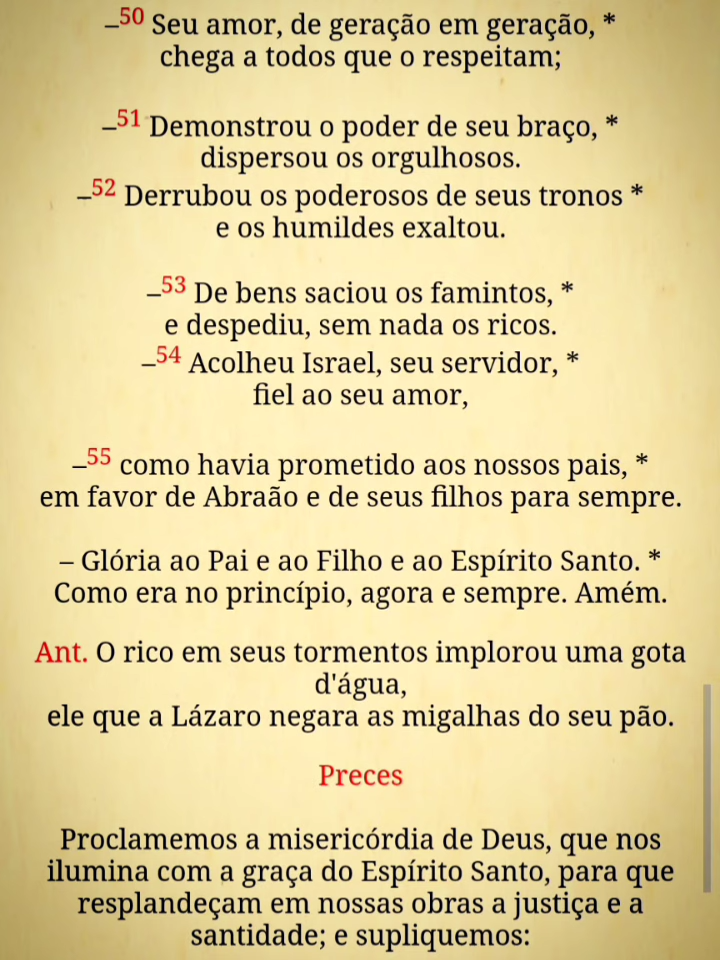 –50 Seu amor, de geração em geração, *
chega a todos que o respeitam;
–51 Demonstrou o poder de seu braço, *
dispersou os orgulhosos.
–52 Derrubou os poderosos de seus tronos *
e os humildes exaltou.
–53 De bens saciou os famintos, *
e despediu, sem nada os ricos.
–54 Acolheu Israel, seu servidor, *
fiel ao seu amor,
–55 como havia prometido aos nossos pais, *
em favor de Abraão e de seus filhos para sempre.
– Glória ao Pai e ao Filho e ao Espírito Santo. *
Como era no princípio, agora e sempre. Amém.
Ant. O rico em seus tormentos implorou uma gota
d'água,
ele que a Lázaro negara as migalhas do seu pão.
Preces
Proclamemos a misericórdia de Deus, que nos
ilumina com a graça do Espírito Santo, para que
resplandeçam em nossas obras a justiça e a
santidade; e supliquemos: